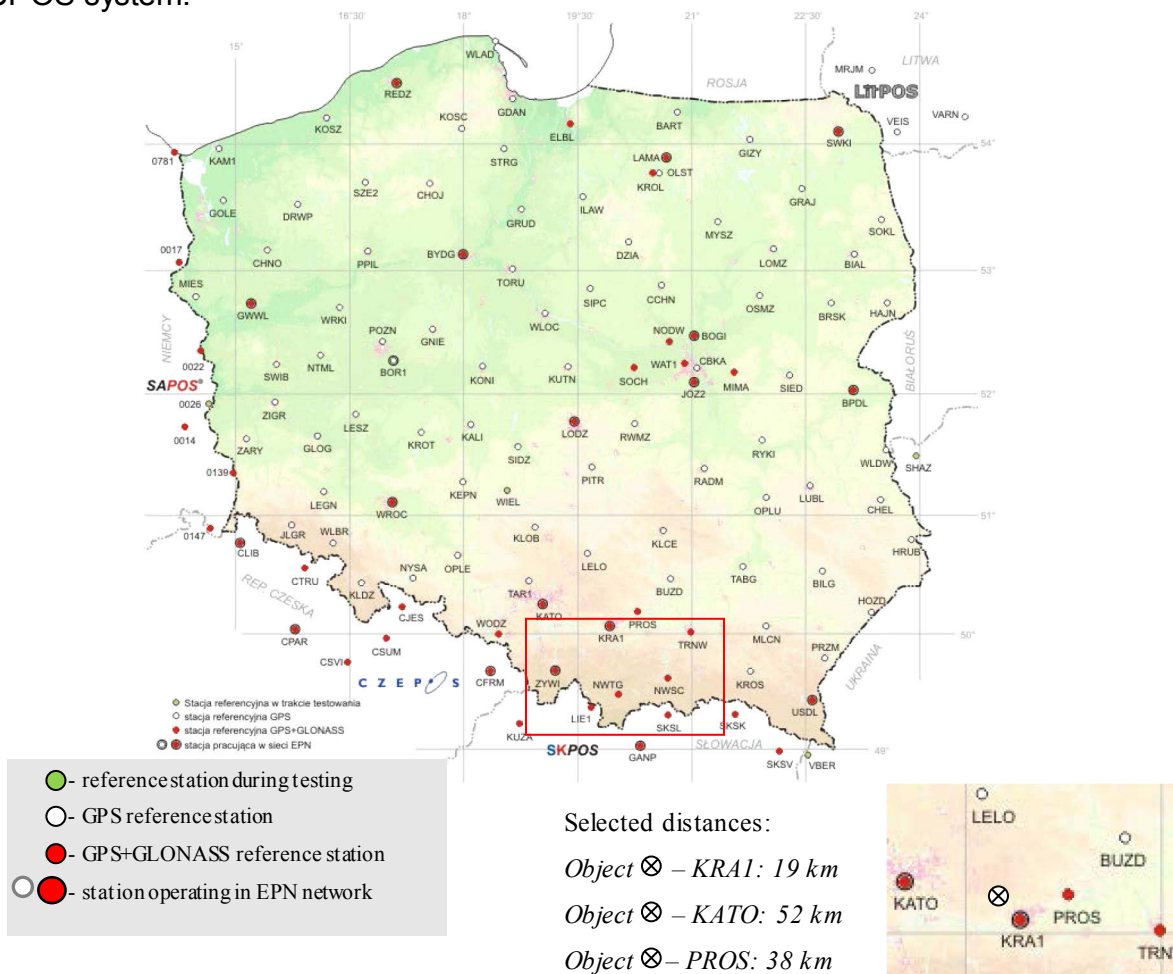 POS system.
16°30'
18°
19°30'
21°
22°30'
24°
15°
WLAD
LITWA
MRJM
ROSJA
REDZ
LitPOS
GDAN
KOSC
BART
VEIS
VARN
KOSZ
ELBL
SWKI
54°
0781
KAM1
STRG
GIZY
LAMA
OLST
KROL
SZE2
CHOJ
GRAJ
GOLE
DRWP
ILAW
GRUD
SOKL
MYSZ
0017
CHNO
PPIL
BYDG
DZIA
LOMZ
BIAL
53°
MIES
TORU
SIPC
CCHN
GWWL
WRKI
WLOC
OSMZ
BRSK
HAJN
NIEMCY
POZN
GNIE
NODW
BOGI
BIAŁORUŚ
0022
NTML
BOR1
WAT1
CBKA
SWIB
KONI
KUTN
SOCH
MIMA
SIED
SAPOS®
JOZ2
BPDL
52°
0026
ZIGR
LESZ
0014
KROT
KALI
LODZ
RWMZ
ZARY
GLOG
SIDZ
RYKI
WLDW
SHAZ
0139
PITR
RADM
LEGN
KEPN
WIEL
LUBL
WROC
OPLU
CHEL
51°
0147
JLGR
WLBR
KLOB
KLCE
HRUB
CLIB
CTRU
NYSA
OPLE
LELO
TABG
BILG
REP. CZESKA
KLDZ
TAR1
BUZD
HOZD
KATO
CJES
PROS
CPAR
WODZ
KRA1
MLCN
50°
CSUM
TRNW
PRZM
CSVI
UKRAINA
CZEPOS
CFRM
ZYWI
NWTG
NWSC
KROS
USDL
Stacja referencyjna w trakcie testowania
stacja referencyjna GPS
LIE1
SKSL
SKSK
stacja referencyjna GPS+GLONASS
KUZA
stacja pracująca w sieci EPN
SKPOS
GANP
SŁOWACJA
SKSV
VBER
49°
- reference station during testing
- GPS reference station
- GPS+GLONASS reference station
- station operating in EPN network
Selected distances:
Object ⊗ – KRA1: 19 km
Object ⊗ – KATO: 52 km
Object ⊗ – PROS: 38 km
LELO
BUZD
KATO
PROS
KRA1
TRN